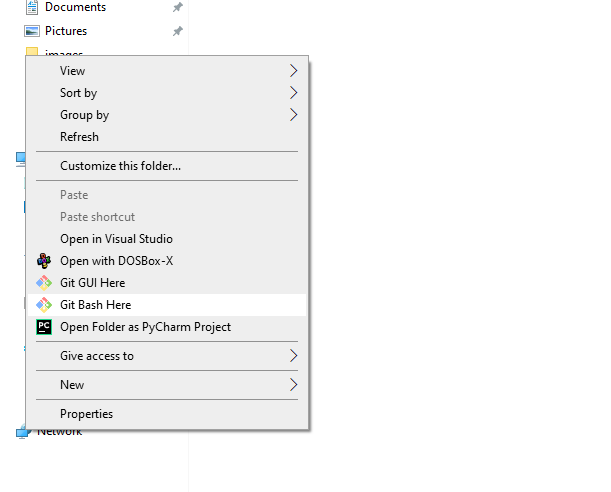 Documents
Pictures
images
View
Sort by
Group by
Refresh
Customize this folder...
Paste
Paste shortcut
Open in Visual Studio
Open with DOSBox-X
Git GUI Here
Git Bash Here
PC Open Folder as PyCharm Project
Give access to
New
Properties
Network